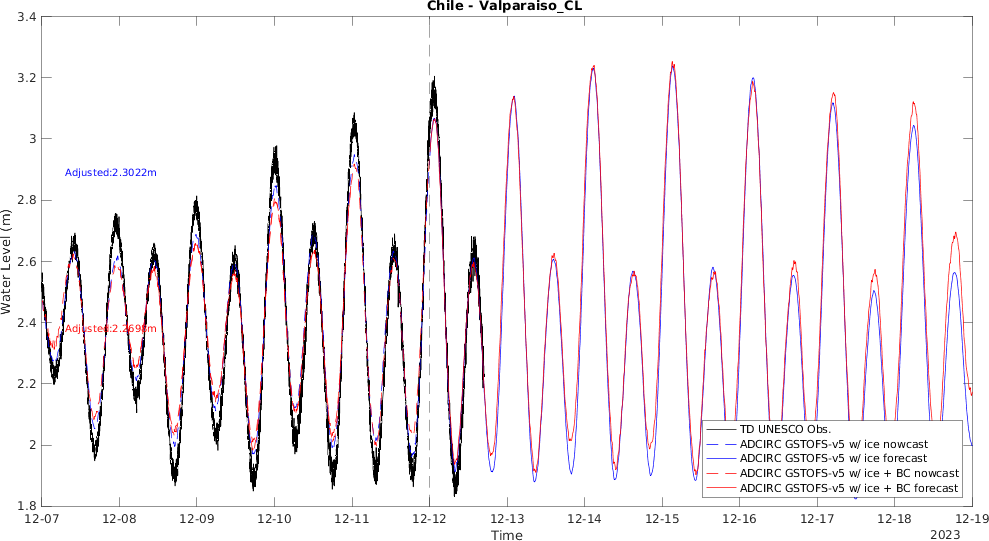 Chile - Valparaiso_CL
3.4
3.2
3
2.8
2.6
2.4
2.2
2
1.8
Water Level (m)
Adjusted:2.3022m
Adjusted:2.2698m
TD UNESCO Obs.
ADCIRC GSTOFS-v5 w/ ice nowcast
ADCIRC GSTOFS-v5 w/ ice forecast
ADCIRC GSTOFS-v5 w/ ice + BC nowcast
ADCIRC GSTOFS-v5 w/ ice + BC forecast
12-07 12-08 12-09 12-10 12-11 12-12 12-13 12-14 12-15 12-16 12-17 12-18 12-19
Time
2023